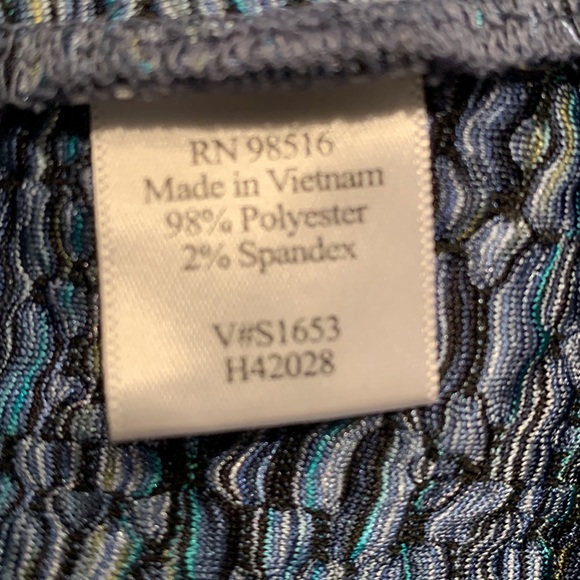 RN 98516
Made in Vietnam
98% Polyester
2% Spandex
V#S1653
H42028